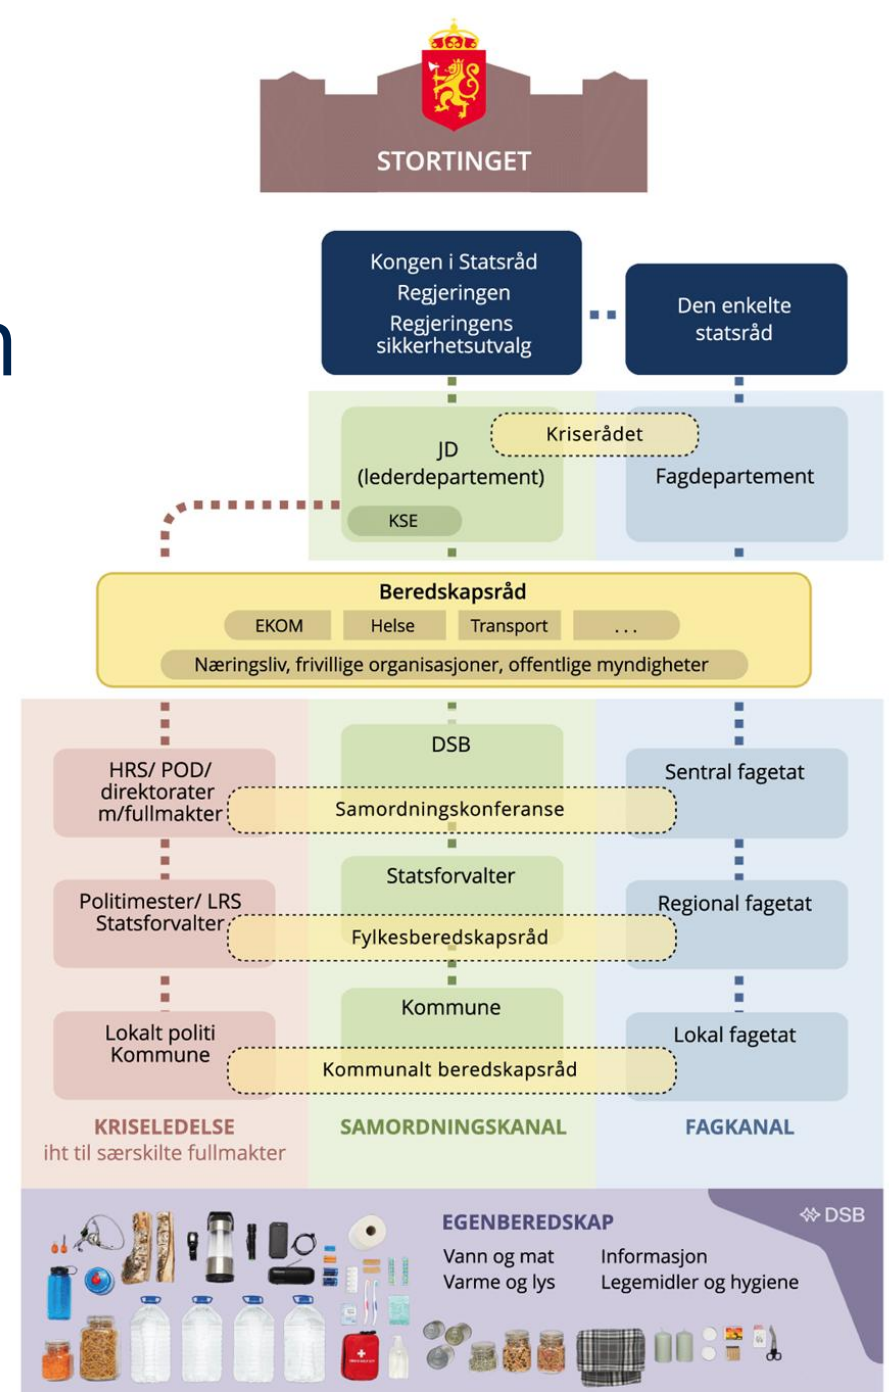 STORTINGET
n
Kongen i Statsråd
Regjeringen
Regjeringens
sikkerhetsutvalg
Den enkelte
statsråd
Kriserådet
JD
(lederdepartement)
KSE
Fagdepartement
Beredskapsråd
EKOM
Helse
Transport
...
Næringsliv, frivillige organisasjoner, offentlige myndigheter
HRS/ POD/
direktorater
m/fullmakter
DSB
Sentral fagetat
Samordningskonferanse
Politimester/ LRS
Statsforvalter
Statsforvalter
Regional fagetat
Fylkesberedskapsråd
Lokalt politi
Kommune
Kommune
Lokal fagetat
Kommunalt beredskapsråd
KRISELEDELSE
iht til særskilte fullmakter
SAMORDNINGSKANAL
FAGKANAL
EGENBEREDSKAP
Vann og mat
Varme og lys
Informasjon
Legemidler og hygiene
DSB